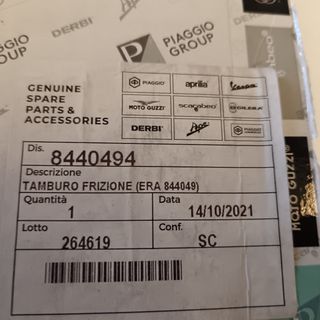 DERBI
PIAGGIO
GROUP
scarabeo
GENUINE
SPARE
PARTS &
ACCESSORIES
PIAGGIO aprilia Vespa
MOTO GUZZI scarabeo GILERA
DERBI Ape PIAGGIO
Dis. 8440494
Descrizione
TAMBURO FRIZIONE (ERA 844049)
Quantità Data
1 14/10/2021
Lotto Conf.
264619 SC
MOTO GUZZI